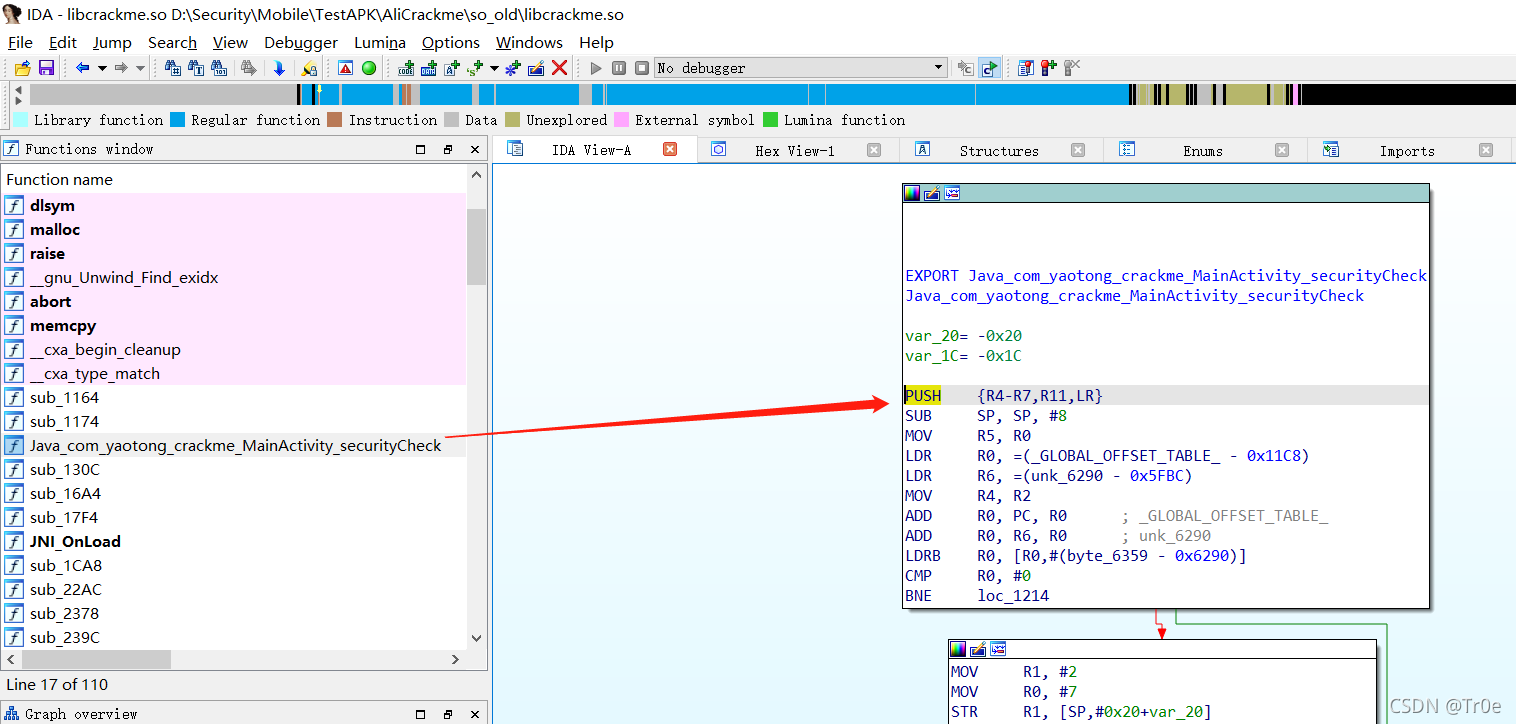 IDA - libcrackme.so D:\Security\Mobile\TestAPK\AliCrackme\so_old\libcrackme.so
File Edit Jump Search View Debugger Lumina Options Windows Help
No debugger
Library function Regular function Instruction Data Unexplored External symbol Lumina function
Functions window
Function name
dlsym
malloc
raise
__gnu_Unwind_Find_exidx
abort
memcpy
__cxa_begin_cleanup
__cxa_type_match
sub_1164
sub_1174
Java_com_yaotong_crackme_MainActivity_securityCheck
sub_130C
sub_16A4
sub_17F4
JNI_OnLoad
sub_1CA8
sub_22AC
sub_2378
sub_239C
Line 17 of 110
Graph overview
IDA View-A Hex View-1 Structures Enums Imports
EXPORT Java_com_yaotong_crackme_MainActivity_securityCheck
Java_com_yaotong_crackme_MainActivity_securityCheck
var_20= -0x20
var_1C= -0x1C
PUSH {R4-R7,R11,LR}
SUB SP, SP, #8
MOV R5, R0
LDR R0, =(_GLOBAL_OFFSET_TABLE_ - 0x11C8)
LDR R6, =(unk_6290 - 0x5FBC)
MOV R4, R2
ADD R0, PC, R0 ; _GLOBAL_OFFSET_TABLE_
ADD R0, R6, R0 ; unk_6290
LDRB R0, [R0,#(byte_6359 - 0x6290)]
CMP R0, #0
BNE loc_1214
MOV R1, #2
MOV R0, #7
STR R1, [SP,#0x20+var_20]
CSDN @Tr0e